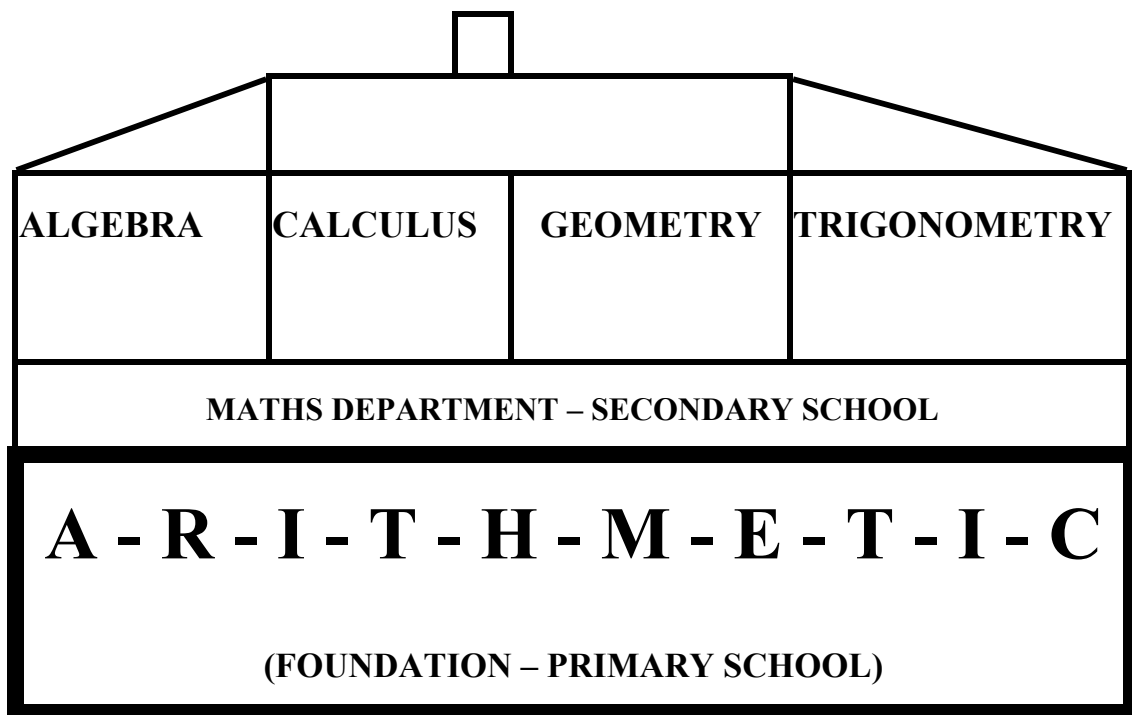 ALGEBRA CALCULUS GEOMETRY TRIGONOMETRY
MATHS DEPARTMENT – SECONDARY SCHOOL
A - R - I - T - H - M - E - T - I - C
(FOUNDATION – PRIMARY SCHOOL)